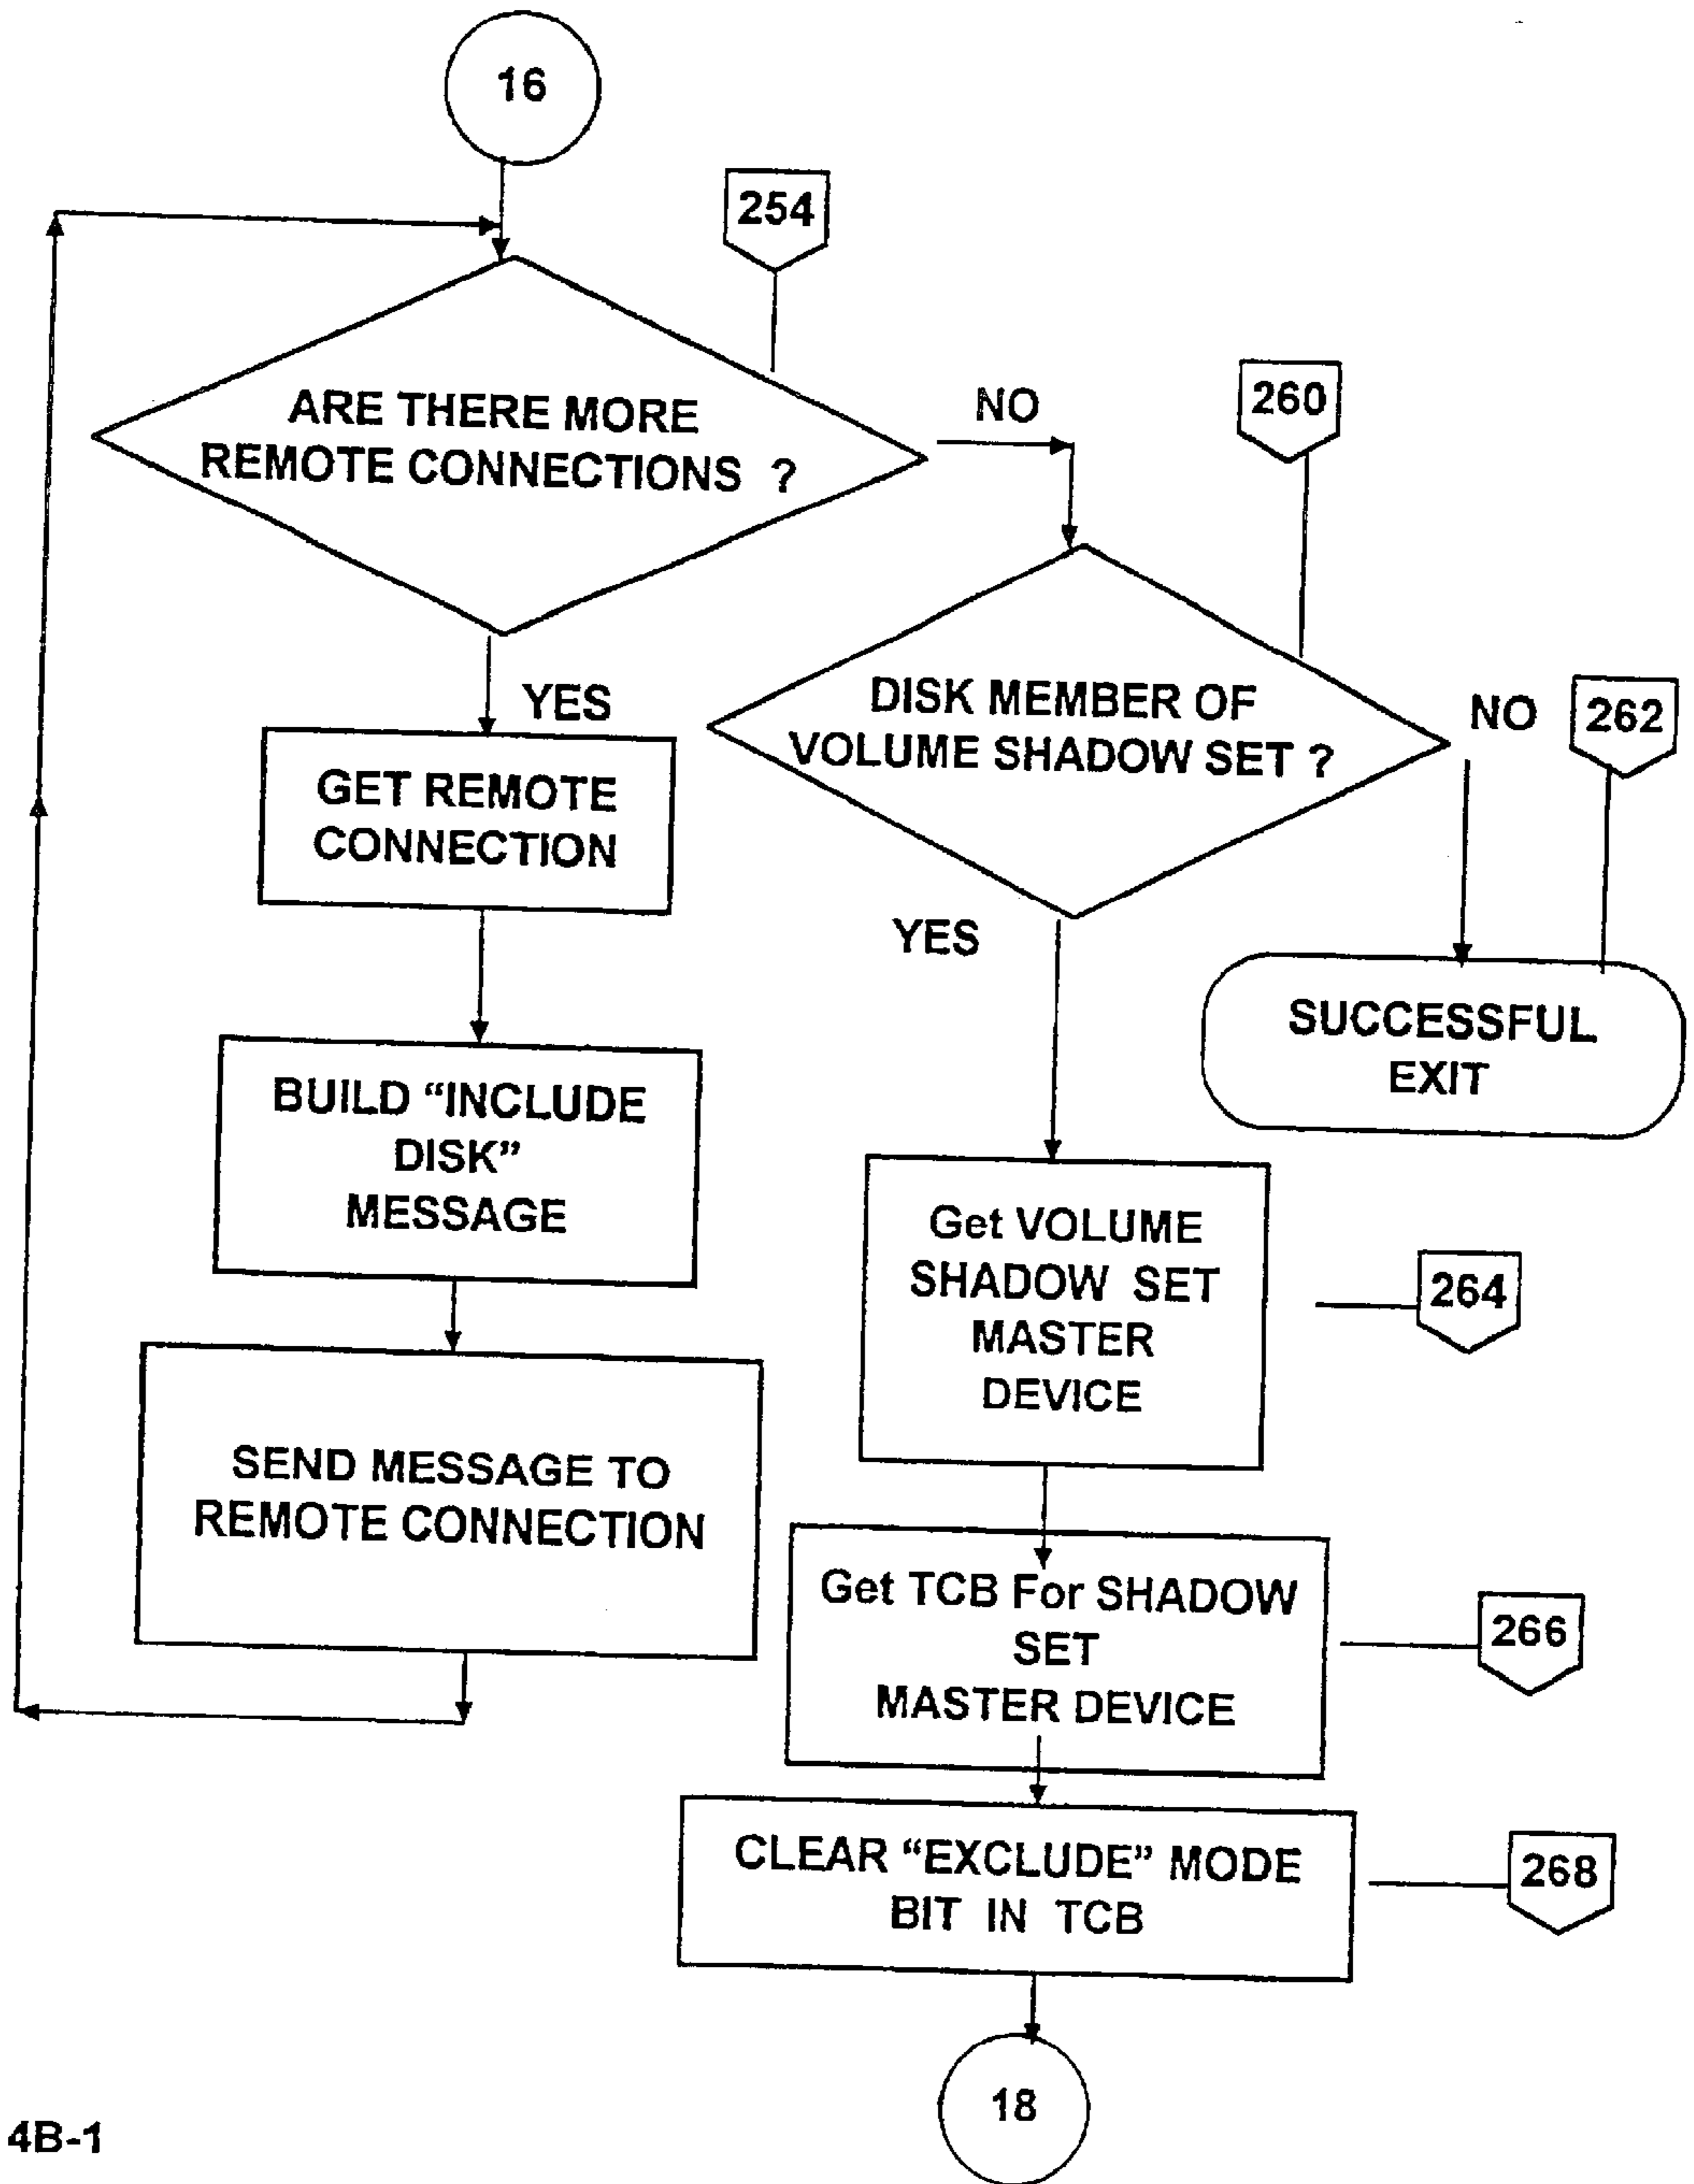 16
254
ARE THERE MORE
REMOTE CONNECTIONS ?
NO
260
YES
DISK MEMBER OF
VOLUME SHADOW SET ?
NO
262
GET REMOTE
CONNECTION
YES
SUCCESSFUL
EXIT
BUILD “INCLUDE
DISK”
MESSAGE
Get VOLUME
SHADOW SET
MASTER
DEVICE
264
SEND MESSAGE TO
REMOTE CONNECTION
Get TCB For SHADOW
SET
MASTER DEVICE
266
CLEAR “EXCLUDE” MODE
BIT IN TCB
268
18
4B-1